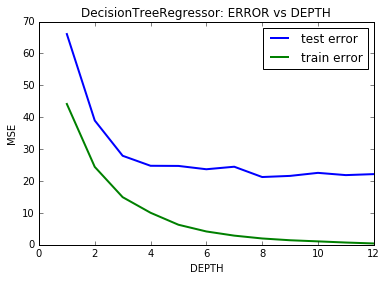 DecisionTreeRegressor: ERROR vs DEPTH
70
60
50
40
30
20
10
0
MSE
test error
train error
0 2 4 6 8 10 12
DEPTH